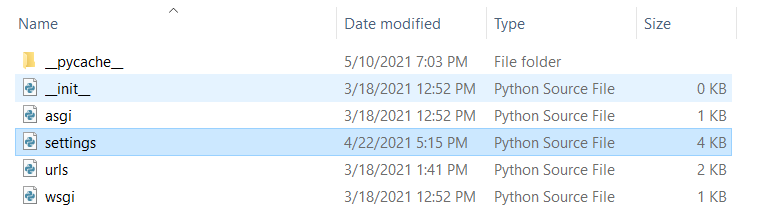 Name Date modified Type Size
__pycache__ 5/10/2021 7:03 PM File folder
__init__ 3/18/2021 12:52 PM Python Source File 0 KB
asgi 3/18/2021 12:52 PM Python Source File 1 KB
settings 4/22/2021 5:15 PM Python Source File 4 KB
urls 3/18/2021 1:41 PM Python Source File 2 KB
wsgi 3/18/2021 12:52 PM Python Source File 1 KB